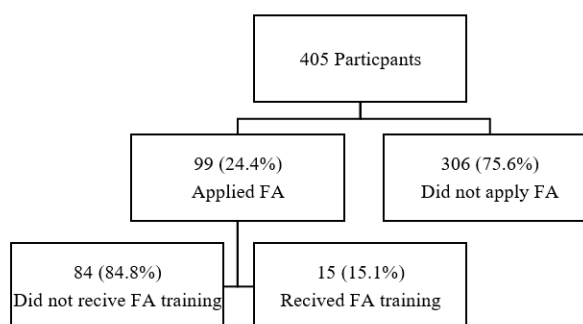 405 Particpants
99 (24.4%)
Applied FA
306 (75.6%)
Did not apply FA
84 (84.8%)
Did not recive FA training
15 (15.1%)
Recived FA training